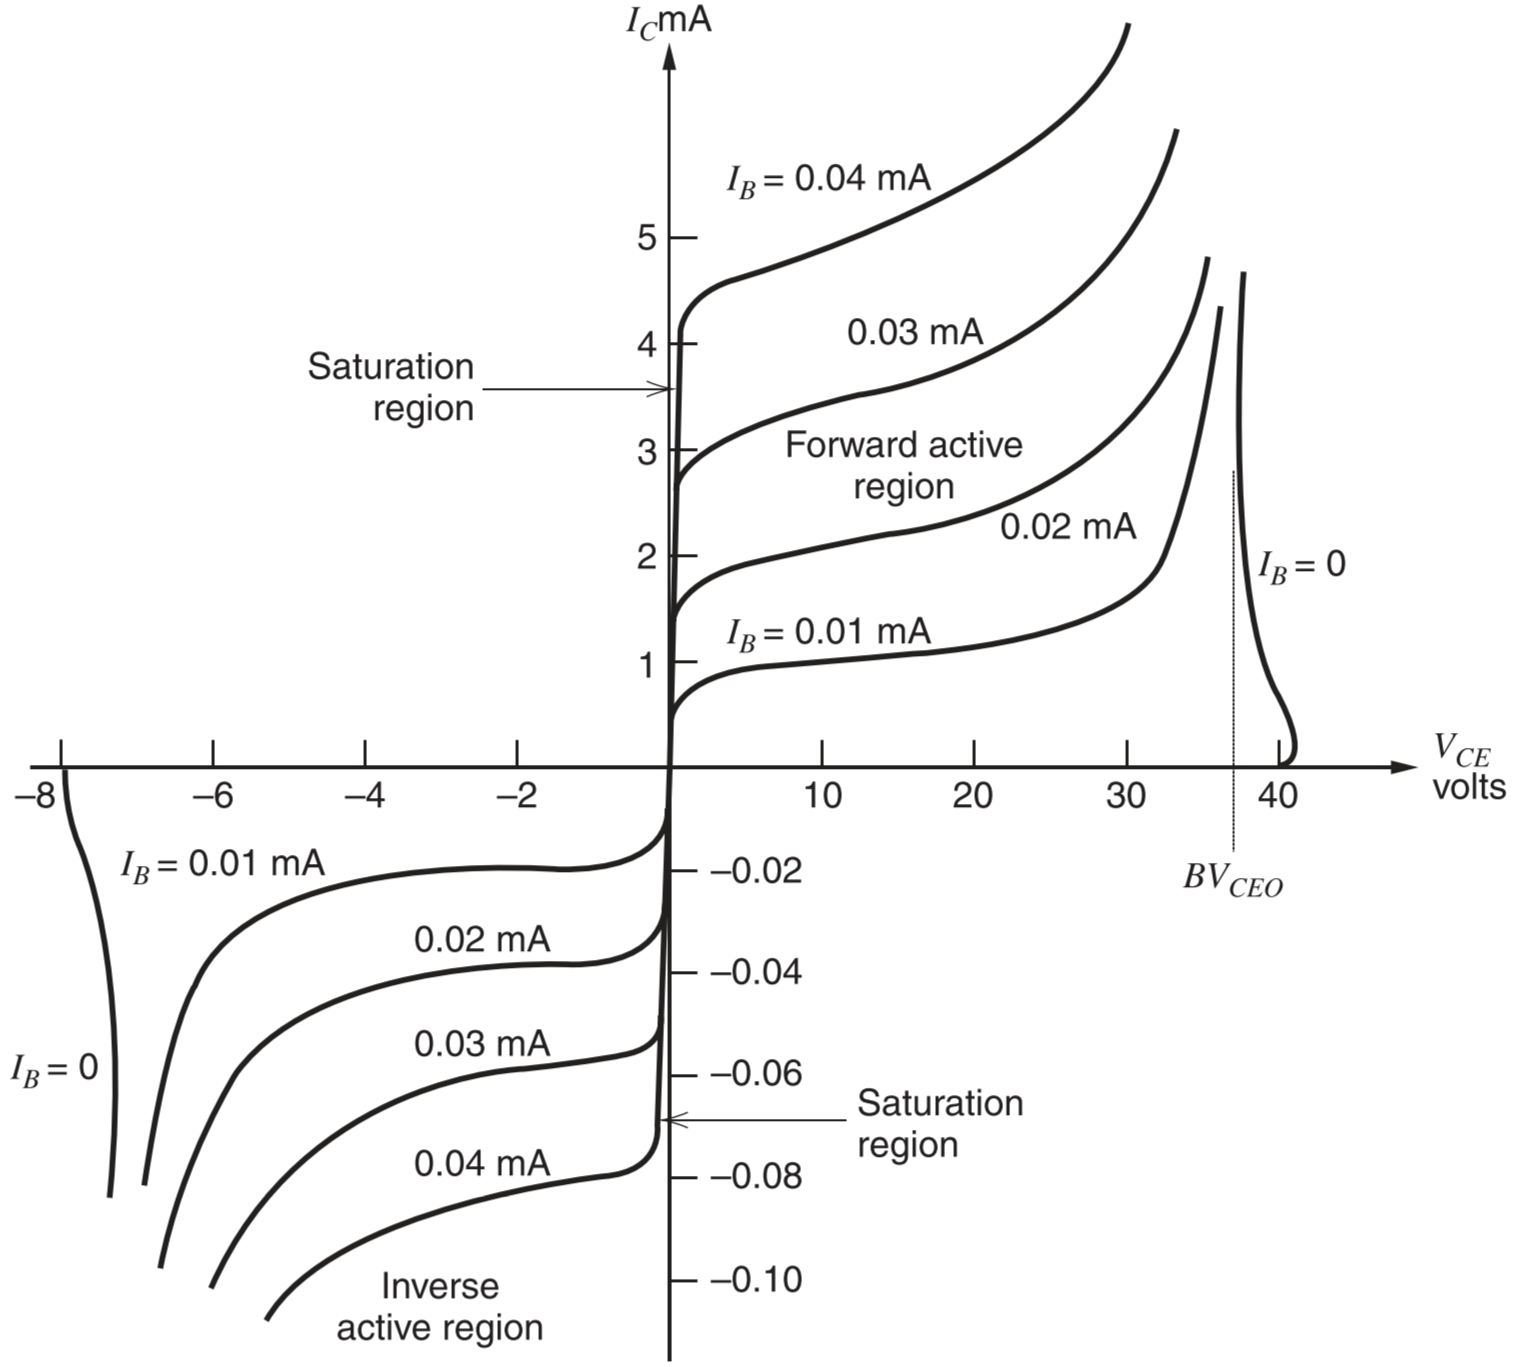 I_C mA
I_B = 0.04 mA
5
0.03 mA
4
Saturation
region
3
Forward active
region
0.02 mA
2
I_B = 0
I_B = 0.01 mA
1
V_CE
volts
–8
–6
–4
–2
10
20
30
40
I_B = 0.01 mA
–0.02
BV_CEO
0.02 mA
–0.04
0.03 mA
I_B = 0
–0.06
Saturation
region
0.04 mA
–0.08
Inverse
active region
–0.10